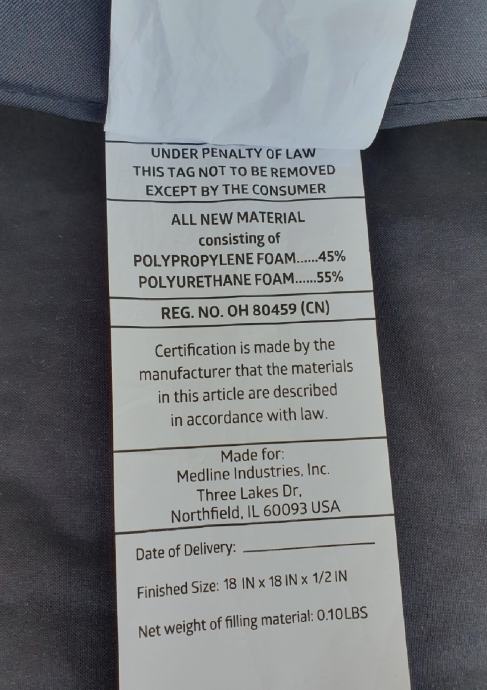 UNDER PENALTY OF LAW
THIS TAG NOT TO BE REMOVED
EXCEPT BY THE CONSUMER
ALL NEW MATERIAL
consisting of
POLYPROPYLENE FOAM......45%
POLYURETHANE FOAM......55%
REG. NO. OH 80459 (CN)
Certification is made by the
manufacturer that the materials
in this article are described
in accordance with law.
Made for:
Medline Industries, Inc.
Three Lakes Dr,
Northfield, IL 60093 USA
Date of Delivery:
Finished Size: 18 IN x 18 IN x 1/2 IN
Net weight of filling material: 0.10LBS